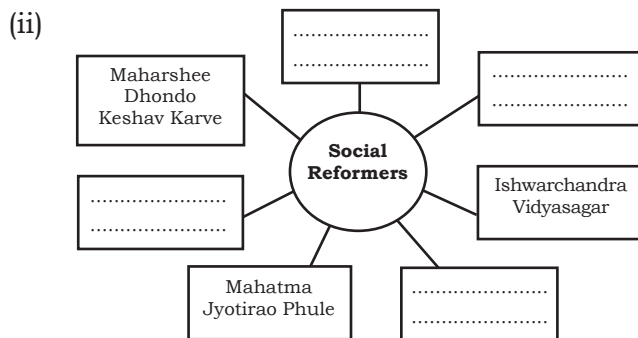 (ii)
........................
........................
Maharshee
Dhondo
Keshav Karve
........................
........................
Social
Reformers
Ishwarchandra
Vidyasagar
........................
........................
Mahatma
Jyotirao Phule
........................
........................